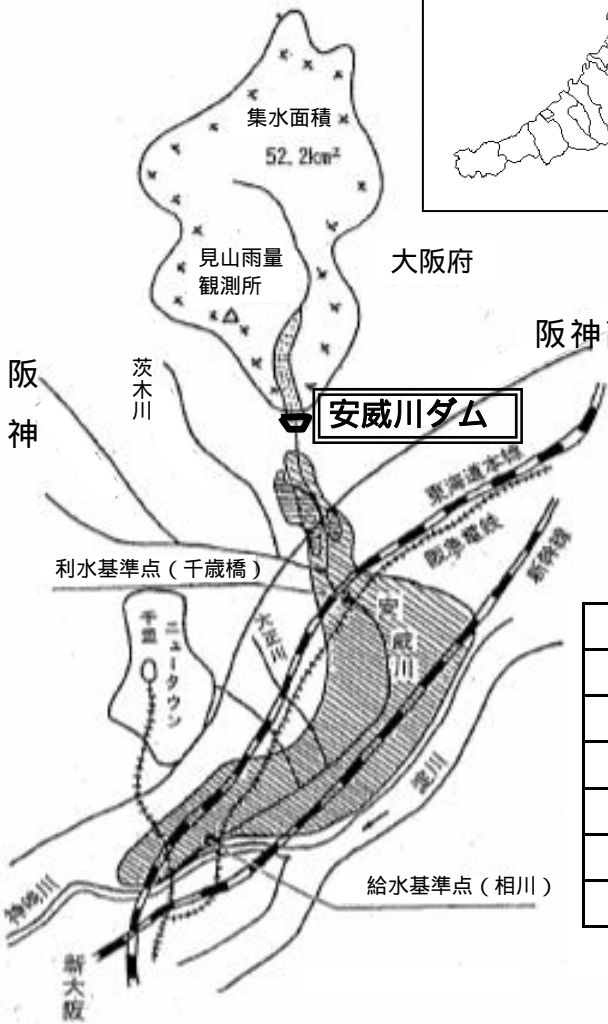 集水面積
52.2km²
見山雨量
観測所
大阪府
阪神
阪
神
茨
木
川
安威川ダム
東海道本線
阪急電鉄
新幹線
利水基準点（千歳橋）
安威川
大正川
千里
ニュータウン
淀川
給水基準点（相川）
神崎川
新大阪